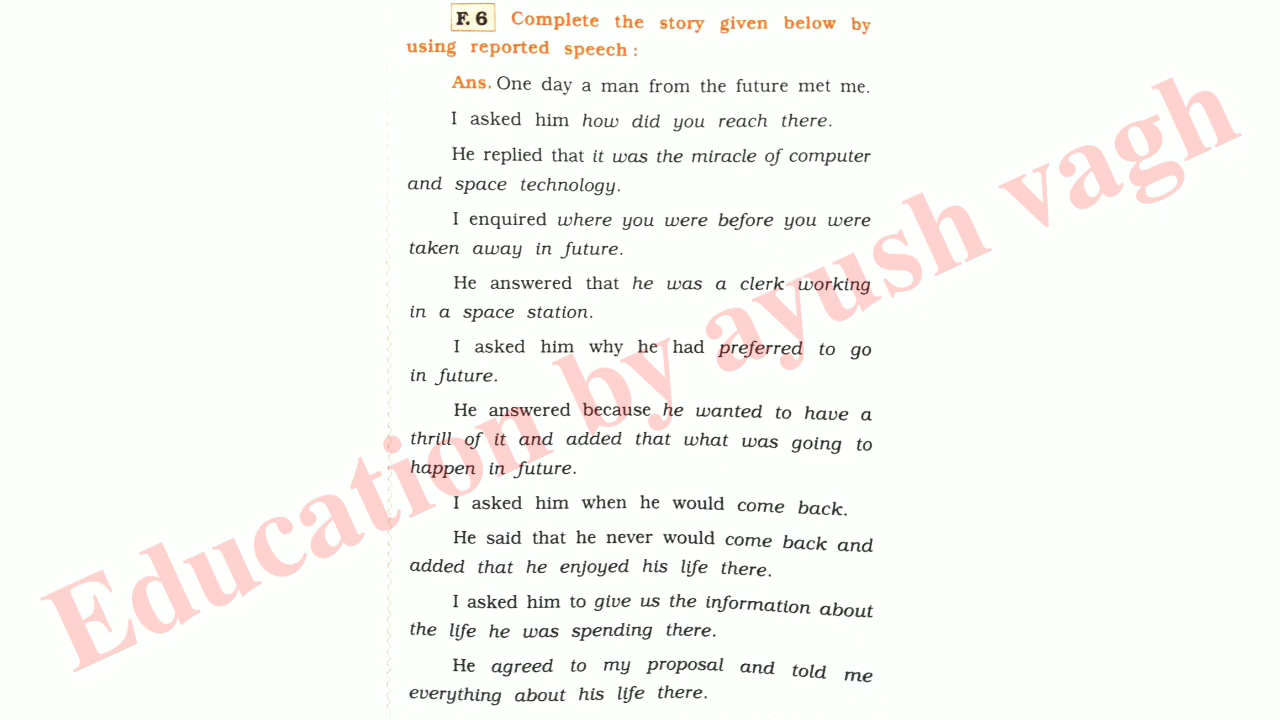 F. 6 Complete the story given below by
using reported speech :
Ans. One day a man from the future met me.
I asked him how did you reach there.
He replied that it was the miracle of computer
and space technology.
I enquired where you were before you were
taken away in future.
He answered that he was a clerk working
in a space station.
I asked him why he had preferred to go
in future.
He answered because he wanted to have a
thrill of it and added that what was going to
happen in future.
I asked him when he would come back.
He said that he never would come back and
added that he enjoyed his life there.
I asked him to give us the information about
the life he was spending there.
He agreed to my proposal and told me
everything about his life there.
Education by ayush vagh